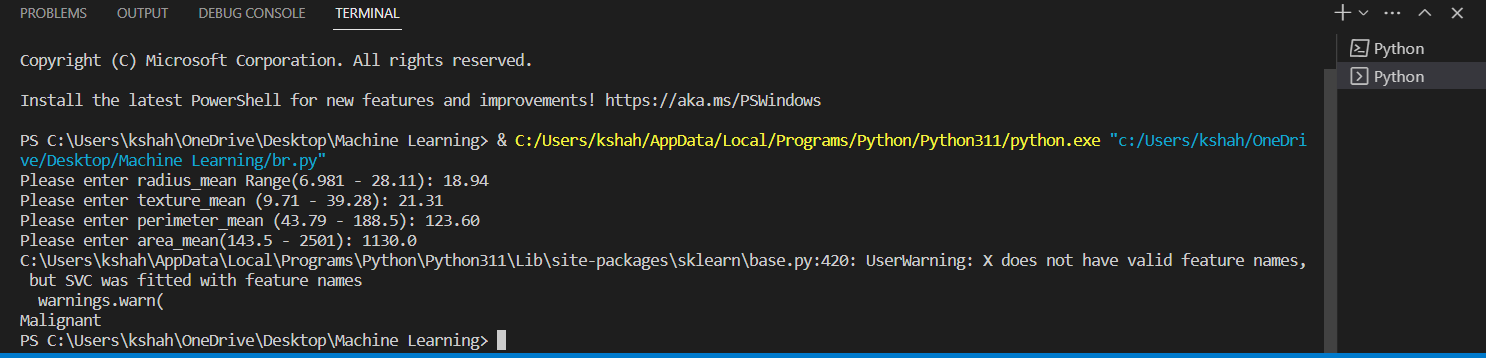 PROBLEMS OUTPUT DEBUG CONSOLE TERMINAL
Python
Python
Copyright (C) Microsoft Corporation. All rights reserved.
Install the latest PowerShell for new features and improvements! https://aka.ms/PSWindows
PS C:\Users\kshah\OneDrive\Desktop\Machine Learning> & C:/Users/kshah/AppData/Local/Programs/Python/Python311/python.exe "c:/Users/kshah/OneDri
ve/Desktop/Machine Learning/br.py"
Please enter radius_mean Range(6.981 - 28.11): 18.94
Please enter texture_mean (9.71 - 39.28): 21.31
Please enter perimeter_mean (43.79 - 188.5): 123.60
Please enter area_mean(143.5 - 2501): 1130.0
C:\Users\kshah\AppData\Local\Programs\Python\Python311\Lib\site-packages\sklearn\base.py:420: UserWarning: X does not have valid feature names,
but SVC was fitted with feature names
warnings.warn(
Malignant
PS C:\Users\kshah\OneDrive\Desktop\Machine Learning>